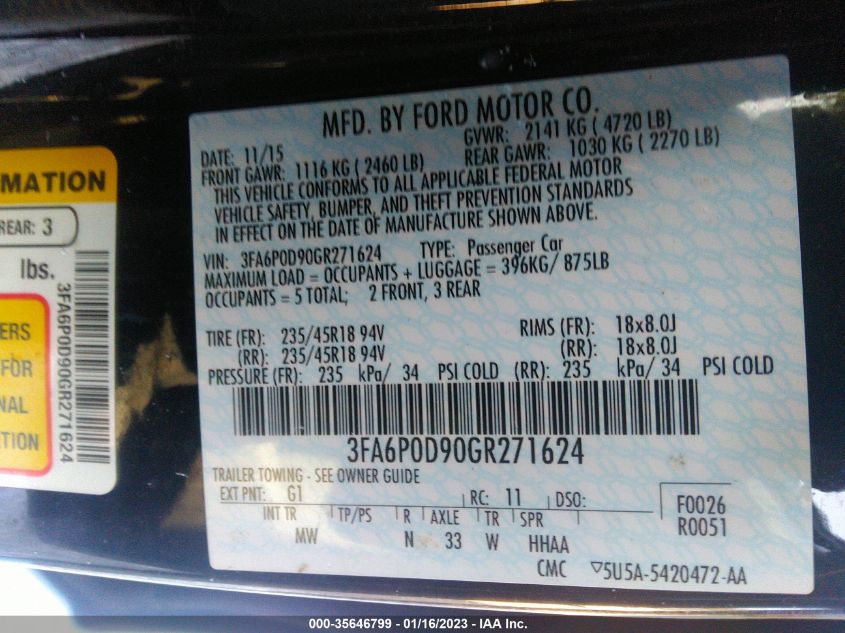 MFD. BY FORD MOTOR CO.
DATE: 11/15 GVWR: 2141 KG ( 4720 LB)
FRONT GAWR: 1116 KG ( 2460 LB) REAR GAWR: 1030 KG ( 2270 LB)
THIS VEHICLE CONFORMS TO ALL APPLICABLE FEDERAL MOTOR
VEHICLE SAFETY, BUMPER, AND THEFT PREVENTION STANDARDS
IN EFFECT ON THE DATE OF MANUFACTURE SHOWN ABOVE.
VIN: 3FA6P0D90GR271624 TYPE: Passenger Car
MAXIMUM LOAD = OCCUPANTS + LUGGAGE = 396KG/ 875LB
OCCUPANTS = 5 TOTAL; 2 FRONT, 3 REAR
TIRE (FR): 235/45R18 94V RIMS (FR): 18x8.0J
(RR): 235/45R18 94V (RR): 18x8.0J
PRESSURE (FR): 235 kPa/ 34 PSI COLD (RR): 235 kPa/ 34 PSI COLD
3FA6P0D90GR271624
TRAILER TOWING - SEE OWNER GUIDE
EXT PNT: G1 RC: 11 DSO: F0026
INT TR TP/PS R AXLE TR SPR R0051
MW N 33 W HHAA
CMC ▽5U5A-5420472-AA
MATION
REAR: 3
lbs.
3FA6P0D90GR271624
ERS
FOR
NAL
TION
000-35646799 - 01/16/2023 - IAA Inc.